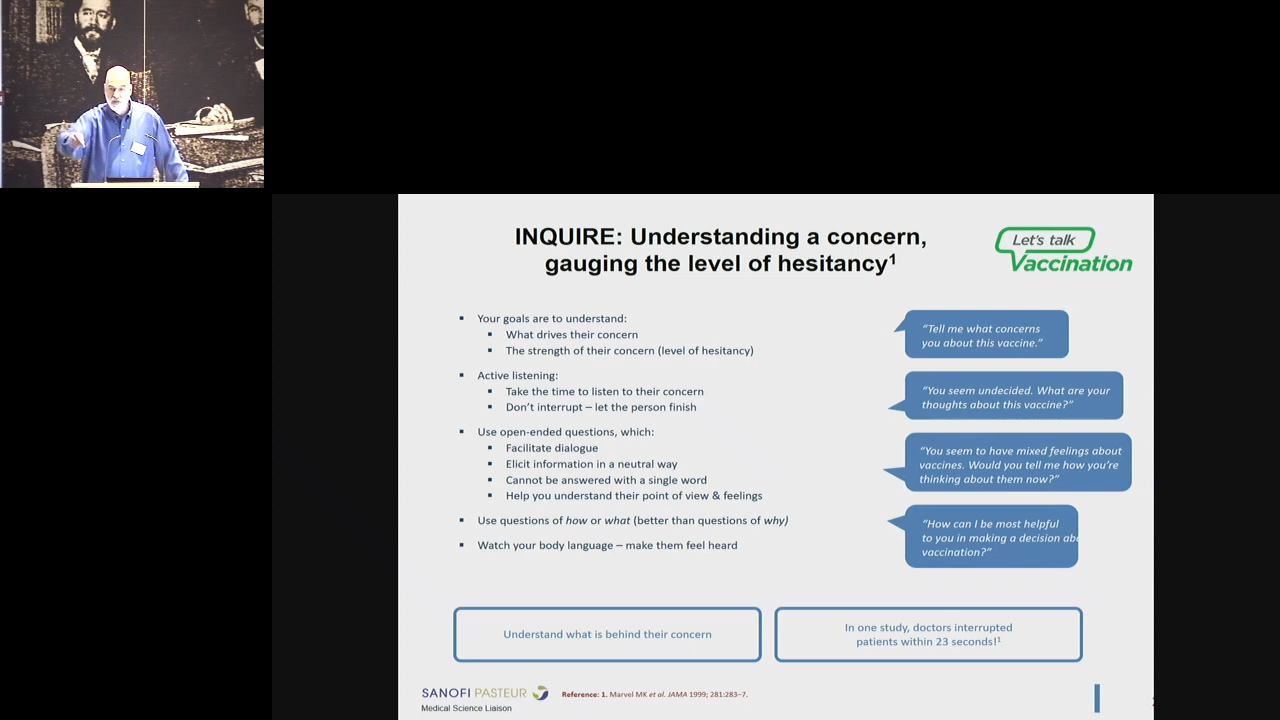 INQUIRE: Understanding a concern,
gauging the level of hesitancy¹
Let's talk
Vaccination
▪ Your goals are to understand:
▪ What drives their concern
▪ The strength of their concern (level of hesitancy)
▪ Active listening:
▪ Take the time to listen to their concern
▪ Don't interrupt – let the person finish
▪ Use open-ended questions, which:
▪ Facilitate dialogue
▪ Elicit information in a neutral way
▪ Cannot be answered with a single word
▪ Help you understand their point of view & feelings
▪ Use questions of how or what (better than questions of why)
▪ Watch your body language – make them feel heard
"Tell me what concerns
you about this vaccine."
"You seem undecided. What are your
thoughts about this vaccine?"
"You seem to have mixed feelings about
vaccines. Would you tell me how you're
thinking about them now?"
"How can I be most helpful
to you in making a decision abo
vaccination?"
Understand what is behind their concern
In one study, doctors interrupted
patients within 23 seconds!¹
SANOFI PASTEUR
Medical Science Liaison
Reference: 1. Marvel MK et al. JAMA 1999; 281:283–7.